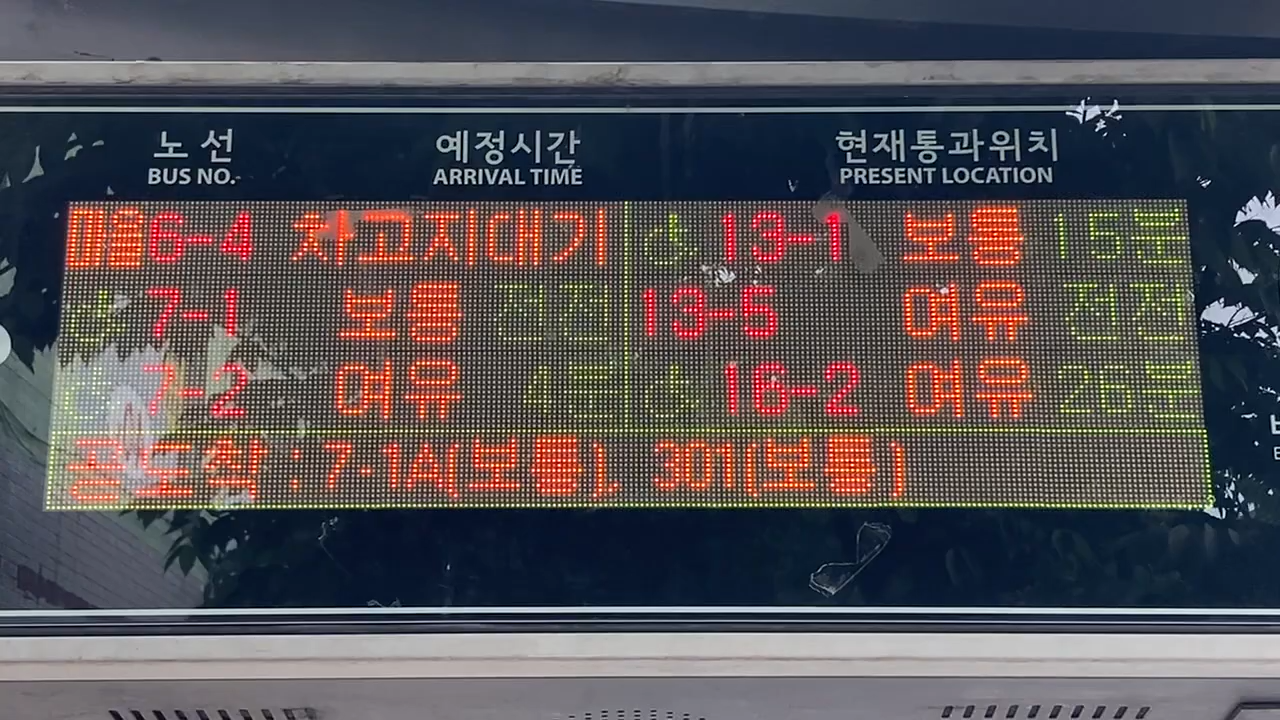 노선 예정시간 현재통과위치
BUS NO. ARRIVAL TIME PRESENT LOCATION
마을6-4 차고지대기 13-1 보통 15분
7-1 보통 전전 13-5 여유 전전
7-2 여유 4분 16-2 여유 26분
곧도착 : 7-1A(보통), 301(보통)